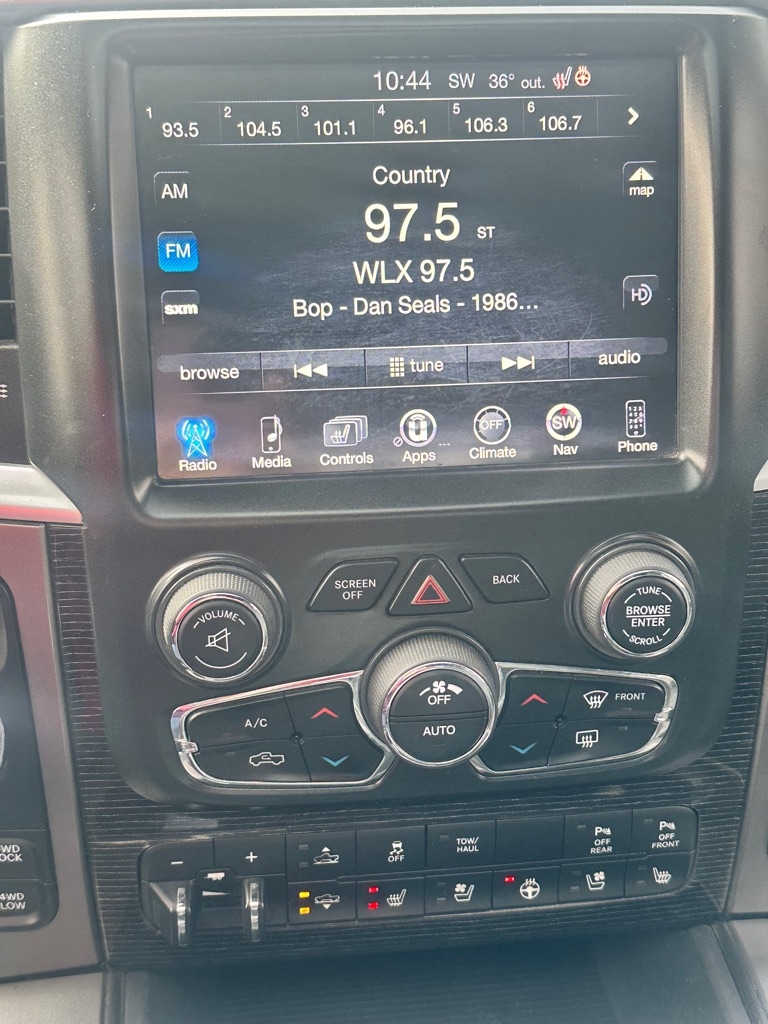 10:44 SW 36° out.
1 93.5 2 104.5 3 101.1 4 96.1 5 106.3 6 106.7
Country
AM
map
97.5 ST
FM
WLX 97.5
HD
sxm
Bop - Dan Seals - 1986...
browse tune audio
Radio Media Controls Apps OFF Climate SW Nav Phone
SCREEN OFF
BACK
VOLUME
TUNE
BROWSE
ENTER
SCROLL
OFF
FRONT
A/C
AUTO
− +
OFF
TOW/
HAUL
P OFF
REAR
P OFF
FRONT
WD
OCK
4WD
LOW